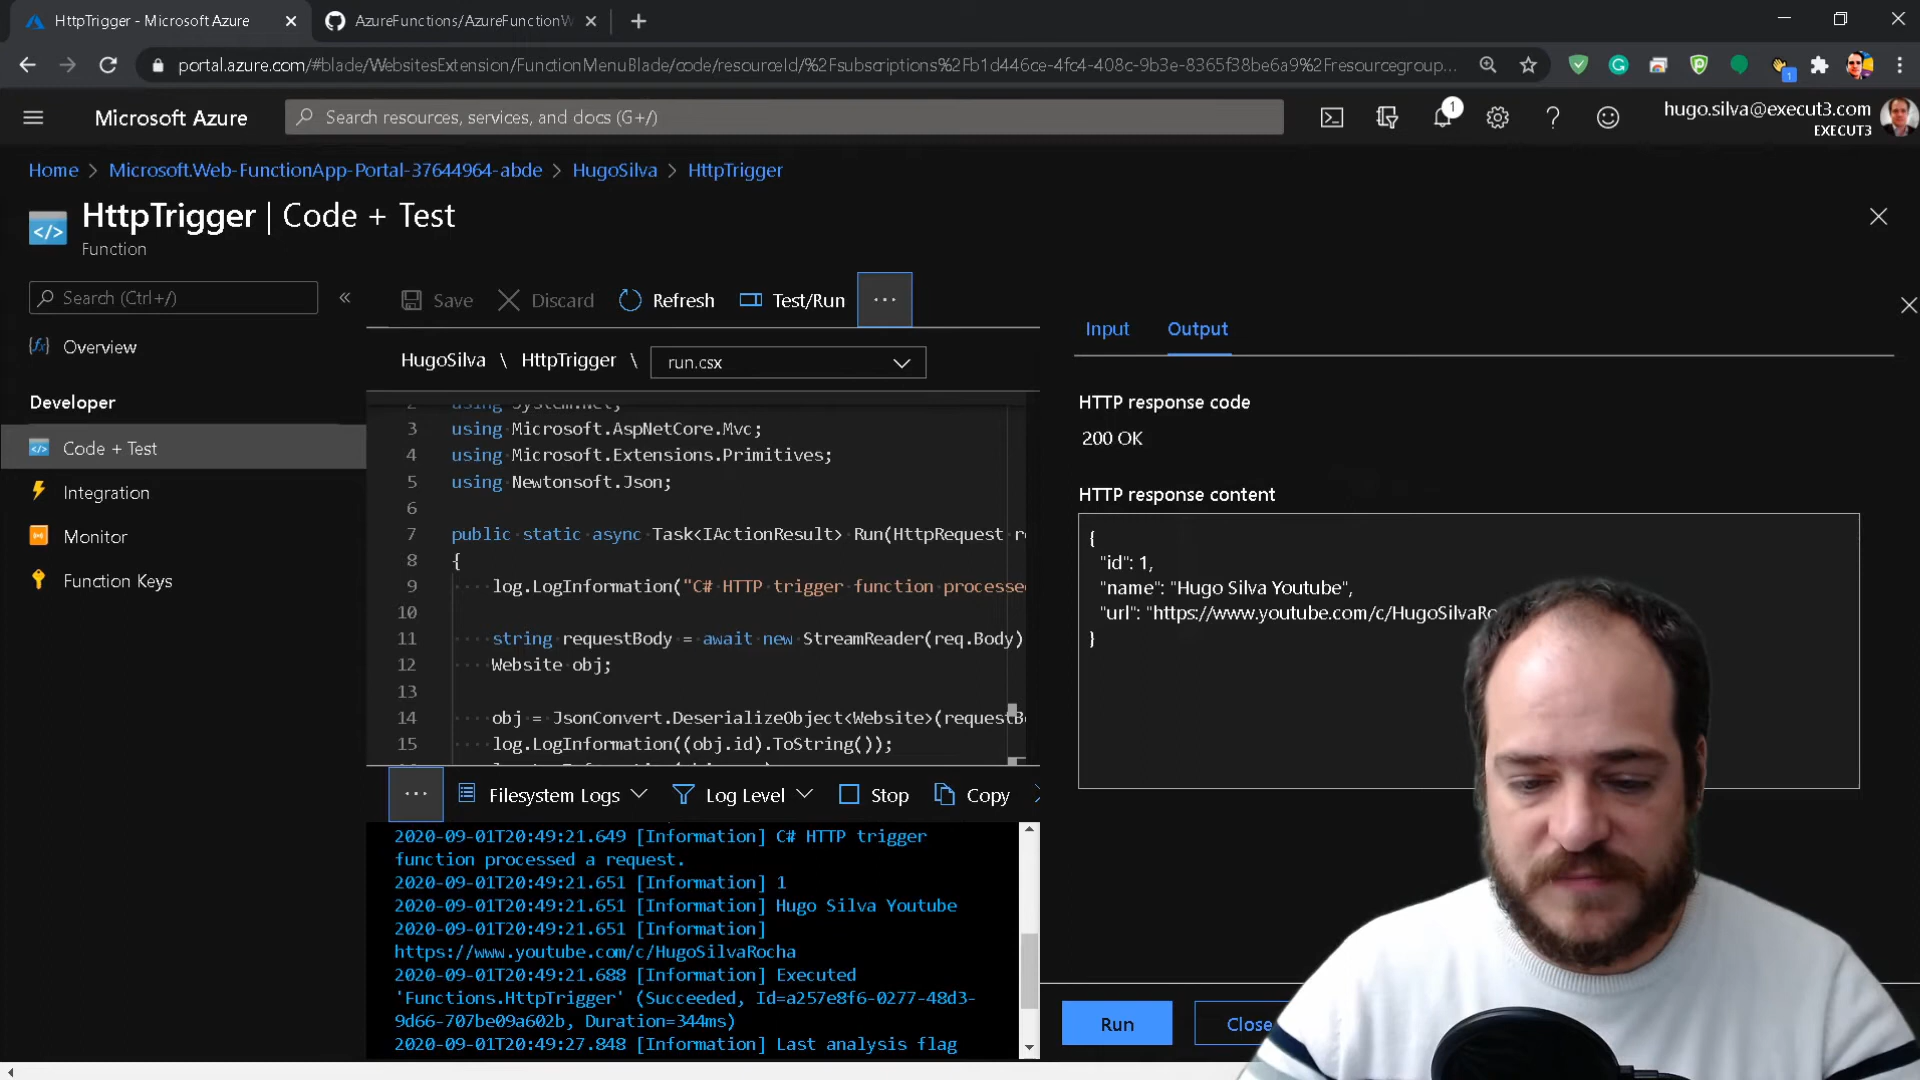 HttpTrigger - Microsoft Azure
AzureFunctions/AzureFunctionW
portal.azure.com/#blade/WebsitesExtension/FunctionMenuBlade/code/resourceId/%2Fsubscriptions%2Fb1d446ce-4fc4-408c-9b3e-8365f38be6a9%2Fresourcegroup...
1
Microsoft Azure
Search resources, services, and docs (G+/)
1
hugo.silva@execut3.com
EXECUT3
Home > Microsoft.Web-FunctionApp-Portal-37644964-abde > HugoSilva > HttpTrigger
HttpTrigger | Code + Test
Function
Search (Ctrl+/)
«
Overview
Developer
Code + Test
Integration
Monitor
Function Keys
Save
Discard
Refresh
Test/Run
...
HugoSilva \ HttpTrigger \ run.csx
2 using System.Net;
3 using Microsoft.AspNetCore.Mvc;
4 using Microsoft.Extensions.Primitives;
5 using Newtonsoft.Json;
6
7 public static async Task<IActionResult> Run(HttpRequest re
8 {
9 log.LogInformation("C# HTTP trigger function processed
10
11 string requestBody = await new StreamReader(req.Body)
12 Website obj;
13
14 obj = JsonConvert.DeserializeObject<Website>(requestB
15 log.LogInformation((obj.id).ToString());
... Filesystem Logs Log Level Stop Copy
2020-09-01T20:49:21.649 [Information] C# HTTP trigger
function processed a request.
2020-09-01T20:49:21.651 [Information] 1
2020-09-01T20:49:21.651 [Information] Hugo Silva Youtube
2020-09-01T20:49:21.651 [Information]
https://www.youtube.com/c/HugoSilvaRocha
2020-09-01T20:49:21.688 [Information] Executed
'Functions.HttpTrigger' (Succeeded, Id=a257e8f6-0277-48d3-
9d66-707be09a602b, Duration=344ms)
2020-09-01T20:49:27.848 [Information] Last analysis flag
Input
Output
HTTP response code
200 OK
HTTP response content
{
"id": 1,
"name": "Hugo Silva Youtube",
"url": "https://www.youtube.com/c/HugoSilvaRo
}
Run
Close